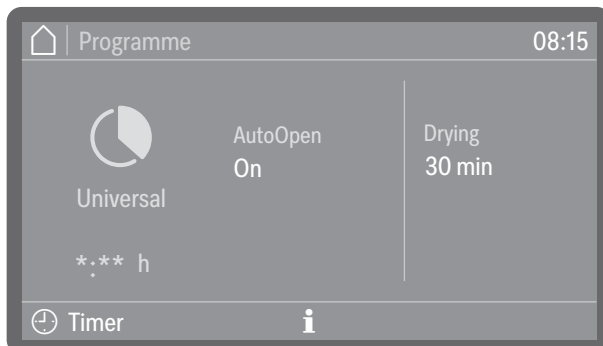 Programme
08:15
AutoOpen
On
Drying
30 min
Universal
*:** h
Timer
i